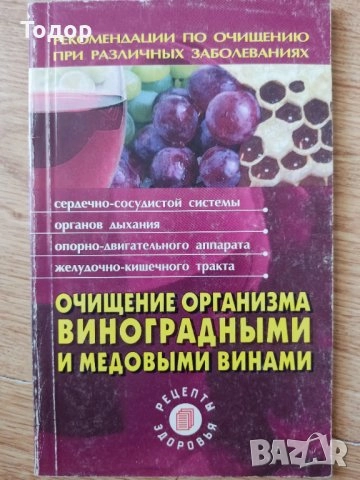 Тодор
РЕКОМЕНДАЦИИ ПО ОЧИЩЕНИЮ
ПРИ РАЗЛИЧНЫХ ЗАБОЛЕВАНИЯХ
сердечно-сосудистой системы
органов дыхания
опорно-двигательного аппарата
желудочно-кишечного тракта
ОЧИЩЕНИЕ ОРГАНИЗМА
ВИНОГРАДНЫМИ
И МЕДОВЫМИ ВИНАМИ
РЕЦЕПТЫ
ЗДОРОВЬЯ
BAZAR